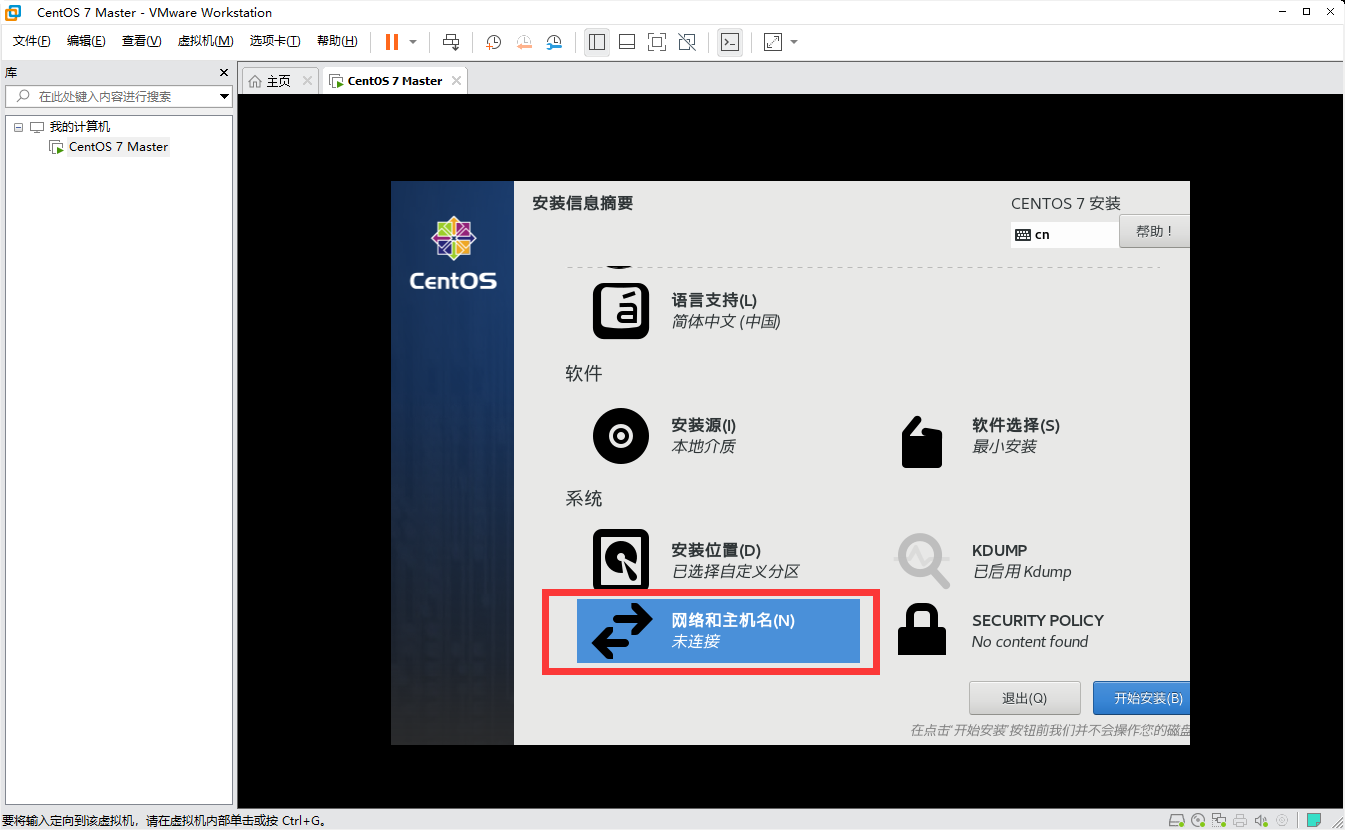 CentOS 7 Master - VMware Workstation
文件(F) 编辑(E) 查看(V) 虚拟机(M) 选项卡(T) 帮助(H)
库
在此处键入内容进行搜索
我的计算机
CentOS 7 Master
主页
CentOS 7 Master
CentOS
安装信息摘要
CENTOS 7 安装
cn
帮助！
语言支持(L)
简体中文 (中国)
软件
安装源(I)
本地介质
软件选择(S)
最小安装
系统
安装位置(D)
已选择自定义分区
KDUMP
已启用 Kdump
网络和主机名(N)
未连接
SECURITY POLICY
No content found
退出(Q)
开始安装(B)
在点击'开始安装'按钮前我们并不会操作您的磁盘
要将输入定向到该虚拟机，请在虚拟机内部单击或按 Ctrl+G。